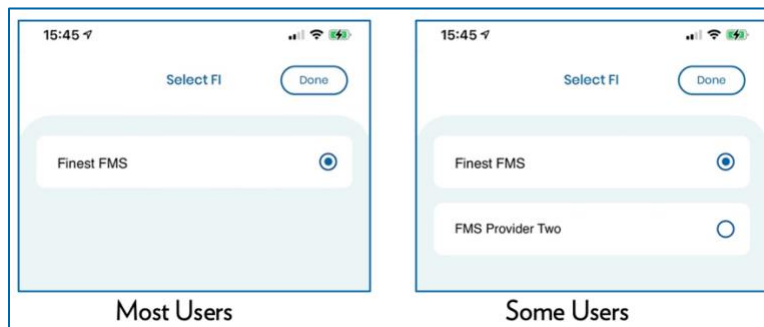 15:45
Select FI
Done
Finest FMS
Most Users
15:45
Select FI
Done
Finest FMS
FMS Provider Two
Some Users